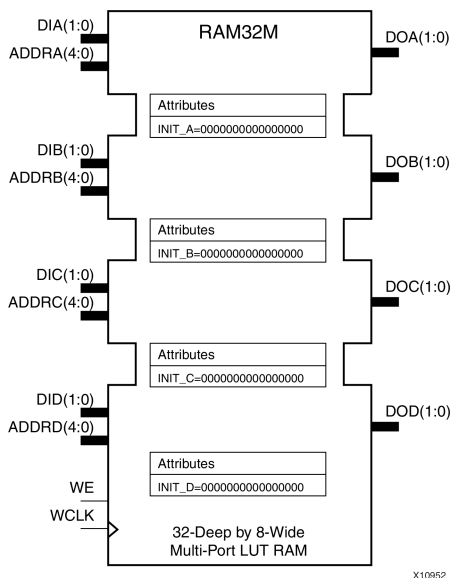 DIA(1:0)
RAM32M
DOA(1:0)
ADDRA(4:0)
Attributes
INIT_A=0000000000000000
DIB(1:0)
DOB(1:0)
ADDRB(4:0)
Attributes
INIT_B=0000000000000000
DIC(1:0)
DOC(1:0)
ADDRC(4:0)
Attributes
INIT_C=0000000000000000
DID(1:0)
DOD(1:0)
ADDRD(4:0)
Attributes
INIT_D=0000000000000000
WE
WCLK
32-Deep by 8-Wide
Multi-Port LUT RAM
X10952